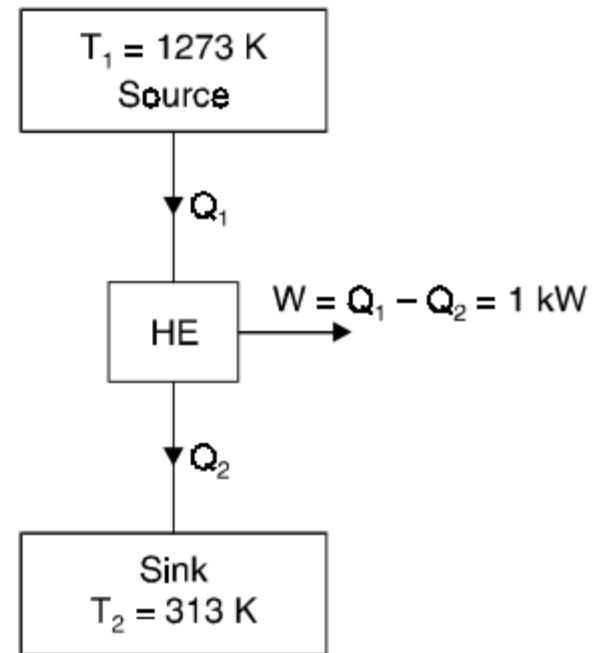 T₁ = 1273 K
Source
Q₁
W = Q₁ – Q₂ = 1 kW
HE
Q₂
Sink
T₂ = 313 K